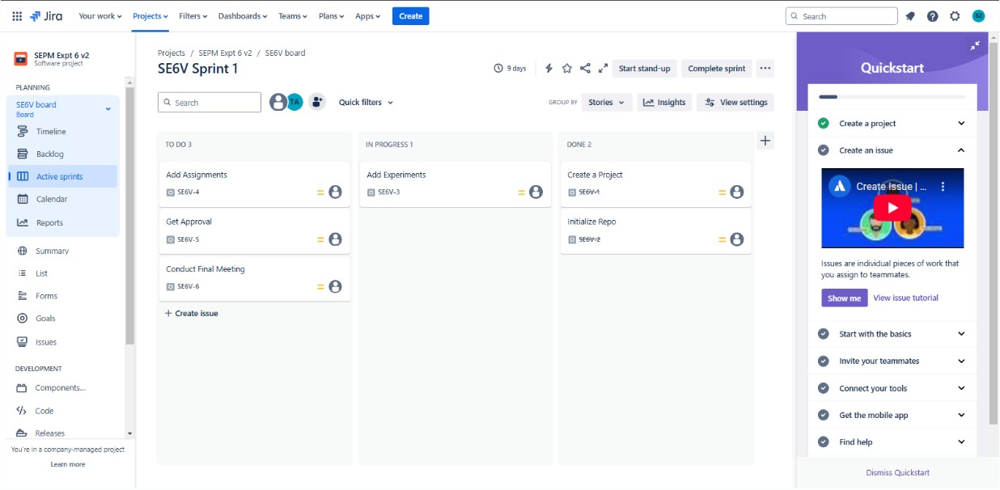 Jira
Your work
Projects
Filters
Dashboards
Teams
Plans
Apps
Create
Search
SEPM Expt 6 v2
Software project
PLANNING
SE6V board
Board
Timeline
Backlog
Active sprints
Calendar
Reports
Summary
List
Forms
Goals
Issues
DEVELOPMENT
Components...
Code
Releases
You're in a company-managed project
Learn more
Projects / SEPM Expt 6 v2 / SE6V board
SE6V Sprint 1
9 days
Start stand-up
Complete sprint
Search
TA
Quick filters
GROUP BY
Stories
Insights
View settings
TO DO 3
Add Assignments
SE6V-4
Get Approval
SE6V-5
Conduct Final Meeting
SE6V-6
+ Create issue
IN PROGRESS 1
Add Experiments
SE6V-3
DONE 2
Create a Project
SE6V-1
Initialize Repo
SE6V-2
Quickstart
Create a project
Create an issue
Create Issue | ...
Issues are individual pieces of work that
you assign to teammates.
Show me
View issue tutorial
Start with the basics
Invite your teammates
Connect your tools
Get the mobile app
Find help
Dismiss Quickstart